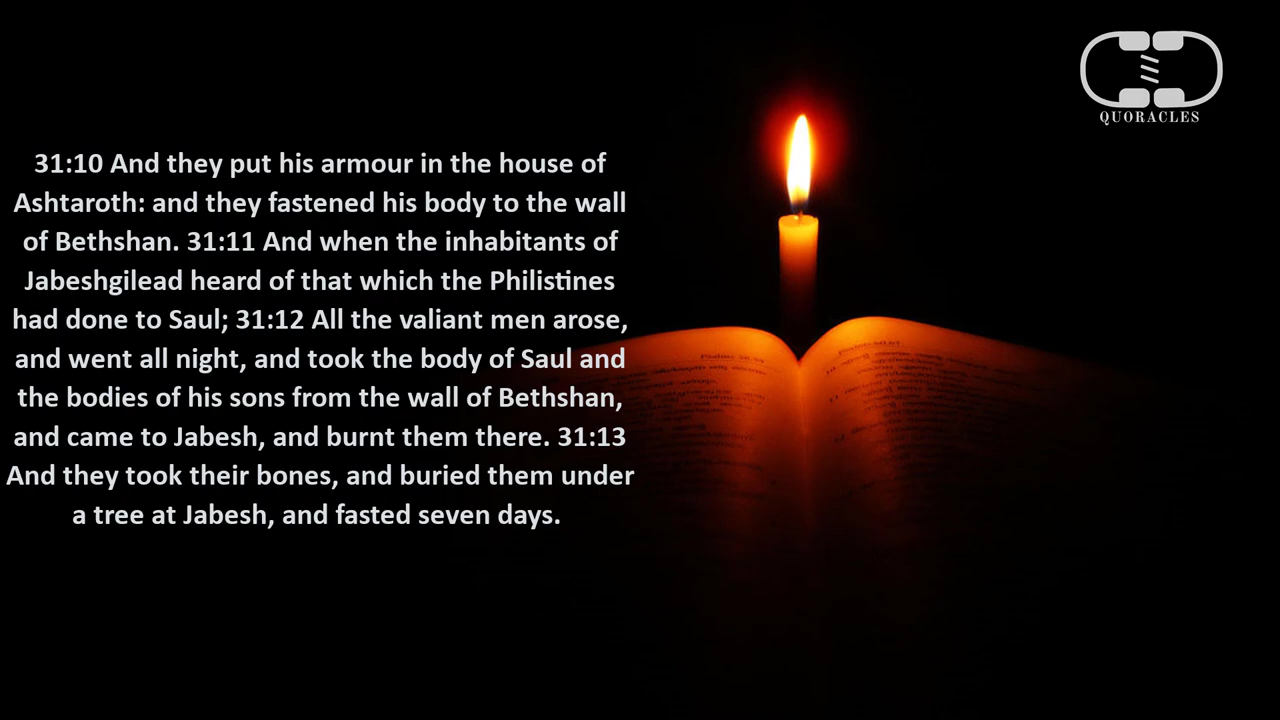 QUORACLES
31:10 And they put his armour in the house of
Ashtaroth: and they fastened his body to the wall
of Bethshan. 31:11 And when the inhabitants of
Jabeshgilead heard of that which the Philistines
had done to Saul; 31:12 All the valiant men arose,
and went all night, and took the body of Saul and
the bodies of his sons from the wall of Bethshan,
and came to Jabesh, and burnt them there. 31:13
And they took their bones, and buried them under
a tree at Jabesh, and fasted seven days.